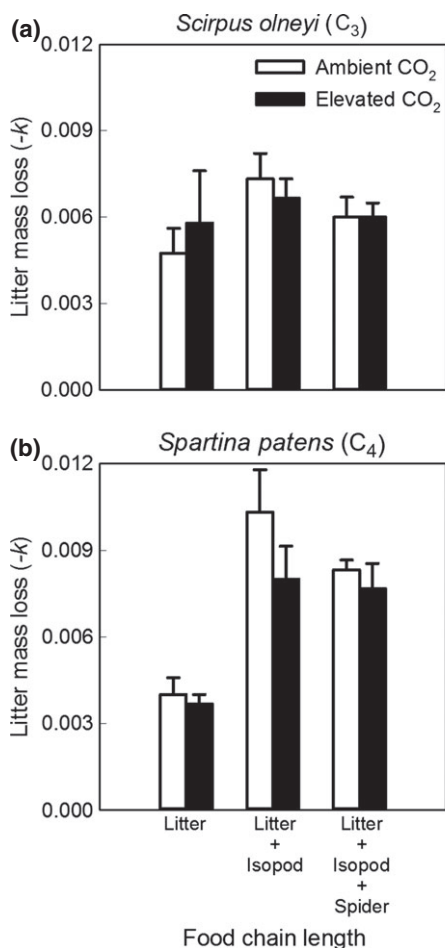 (a) Scirpus olneyi (C3)
0.012
0.009
0.006
0.003
0.000
Litter mass loss (-k)
Ambient CO2
Elevated CO2
(b) Spartina patens (C4)
0.012
0.009
0.006
0.003
0.000
Litter mass loss (-k)
Litter
Litter
+
Isopod
Litter
+
Isopod
+
Spider
Food chain length